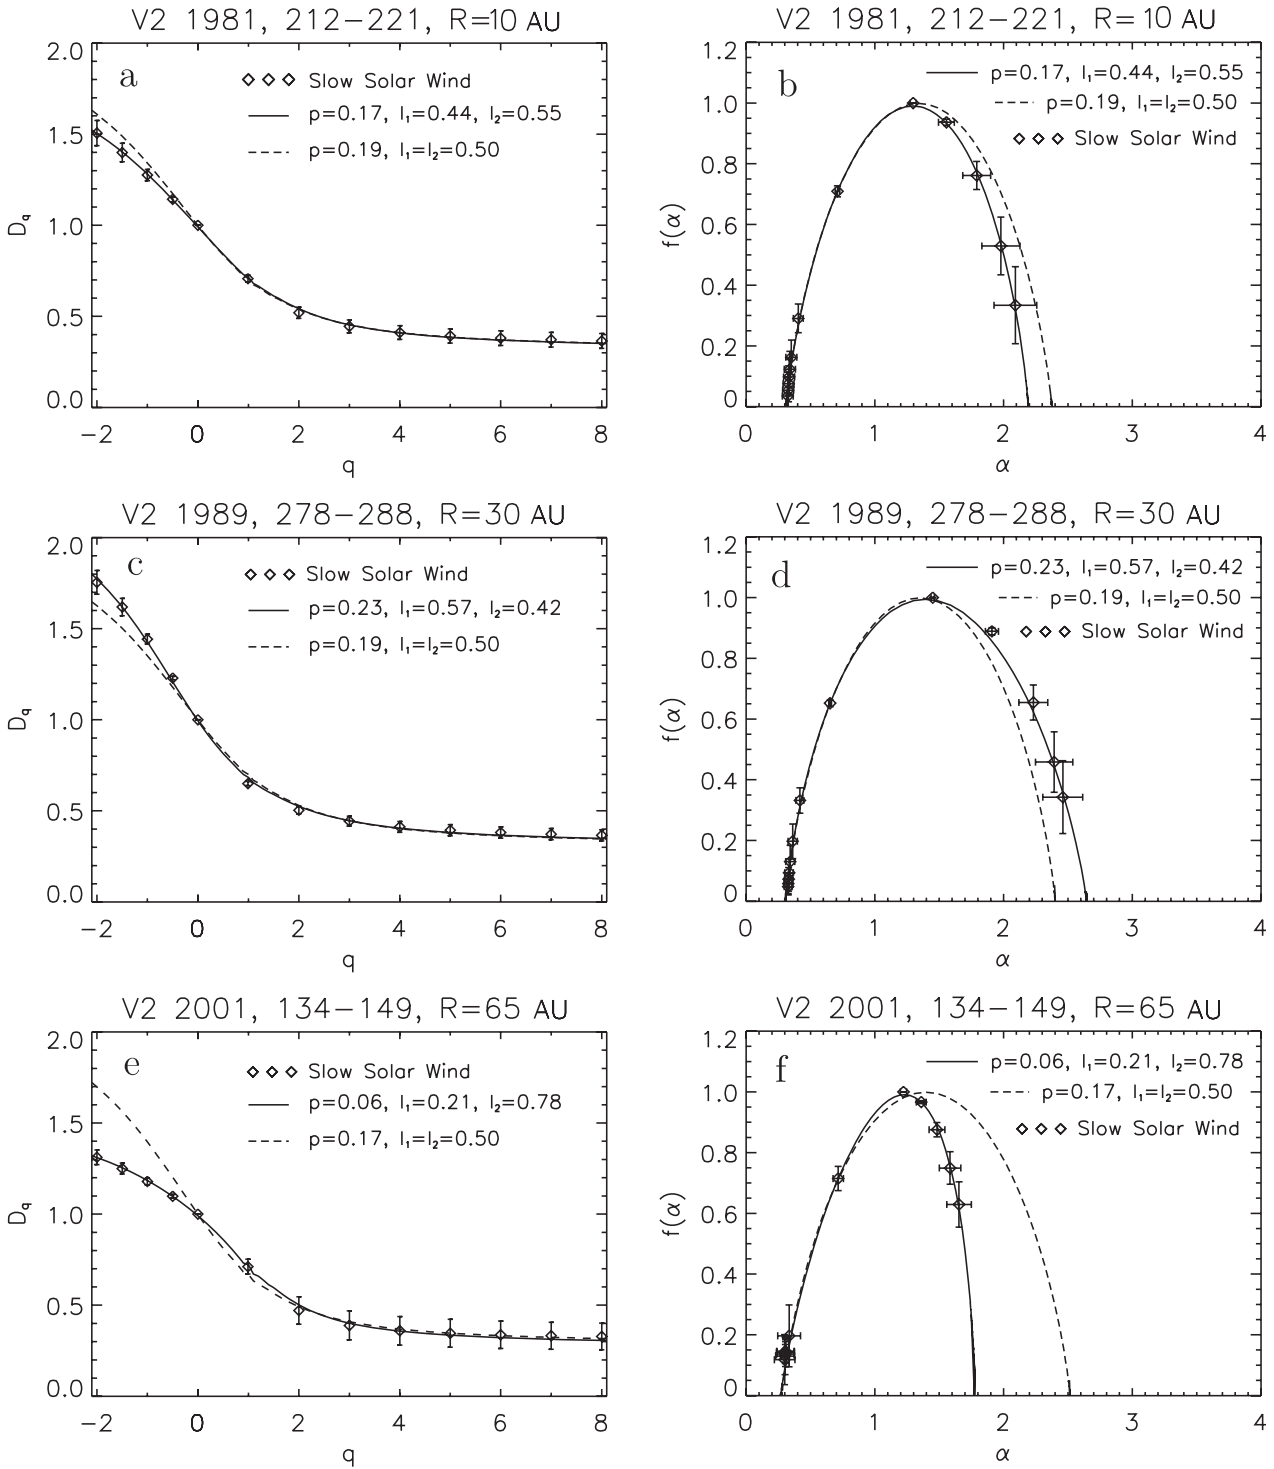 V2 1981, 212−221, R=10 AU
a
Slow Solar Wind
p=0.17, l₁=0.44, l₂=0.55
p=0.19, l₁=l₂=0.50
2.0
1.5
1.0
0.5
0.0
D_q
−2 0 2 4 6 8
q
V2 1981, 212−221, R=10 AU
b
p=0.17, l₁=0.44, l₂=0.55
p=0.19, l₁=l₂=0.50
Slow Solar Wind
1.2
1.0
0.8
0.6
0.4
0.2
0
f(α)
0 1 2 3 4
α
V2 1989, 278−288, R=30 AU
c
Slow Solar Wind
p=0.23, l₁=0.57, l₂=0.42
p=0.19, l₁=l₂=0.50
2.0
1.5
1.0
0.5
0.0
D_q
−2 0 2 4 6 8
q
V2 1989, 278−288, R=30 AU
d
p=0.23, l₁=0.57, l₂=0.42
p=0.19, l₁=l₂=0.50
Slow Solar Wind
1.2
1.0
0.8
0.6
0.4
0.2
0
f(α)
0 1 2 3 4
α
V2 2001, 134−149, R=65 AU
e
Slow Solar Wind
p=0.06, l₁=0.21, l₂=0.78
p=0.17, l₁=l₂=0.50
2.0
1.5
1.0
0.5
0.0
D_q
−2 0 2 4 6 8
q
V2 2001, 134−149, R=65 AU
f
p=0.06, l₁=0.21, l₂=0.78
p=0.17, l₁=l₂=0.50
Slow Solar Wind
1.2
1.0
0.8
0.6
0.4
0.2
0
f(α)
0 1 2 3 4
α